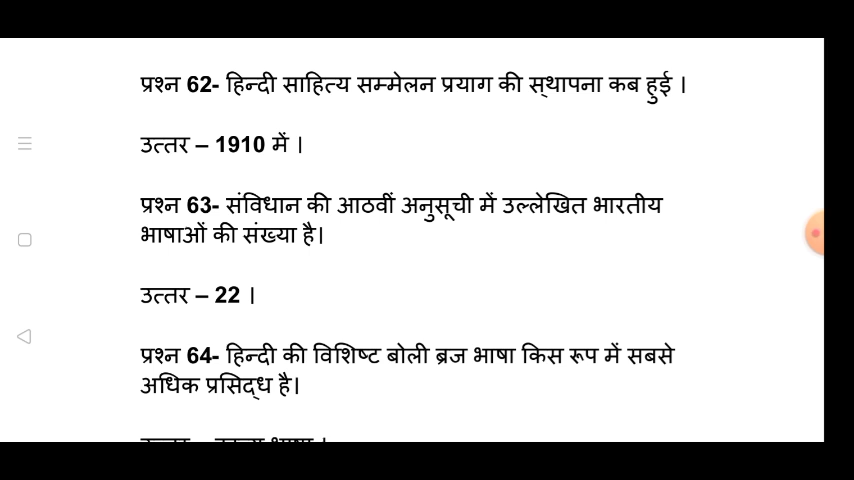 प्रश्न 62- हिन्दी साहित्य सम्मेलन प्रयाग की स्थापना कब हुई ।
उत्तर – 1910 में ।
प्रश्न 63- संविधान की आठवीं अनुसूची में उल्लेखित भारतीय
भाषाओं की संख्या है।
उत्तर – 22 ।
प्रश्न 64- हिन्दी की विशिष्ट बोली ब्रज भाषा किस रूप में सबसे
अधिक प्रसिद्ध है।